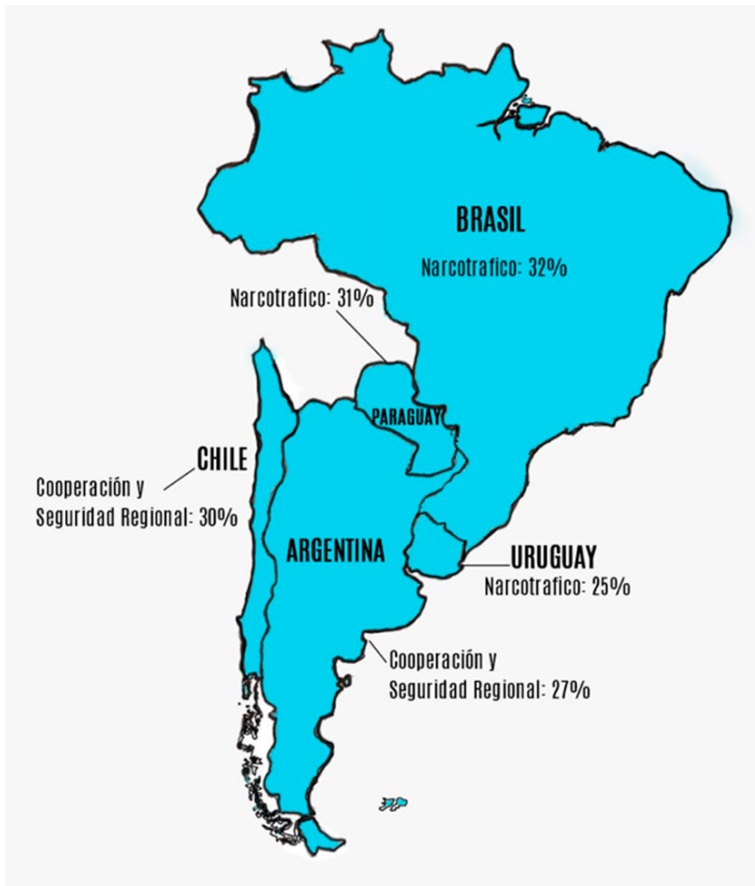 BRASIL
Narcotrafico: 32%
Narcotrafico: 31%
PARAGUAY
CHILE
Cooperación y
Seguridad Regional: 30%
ARGENTINA
URUGUAY
Narcotrafico: 25%
Cooperación y
Seguridad Regional: 27%